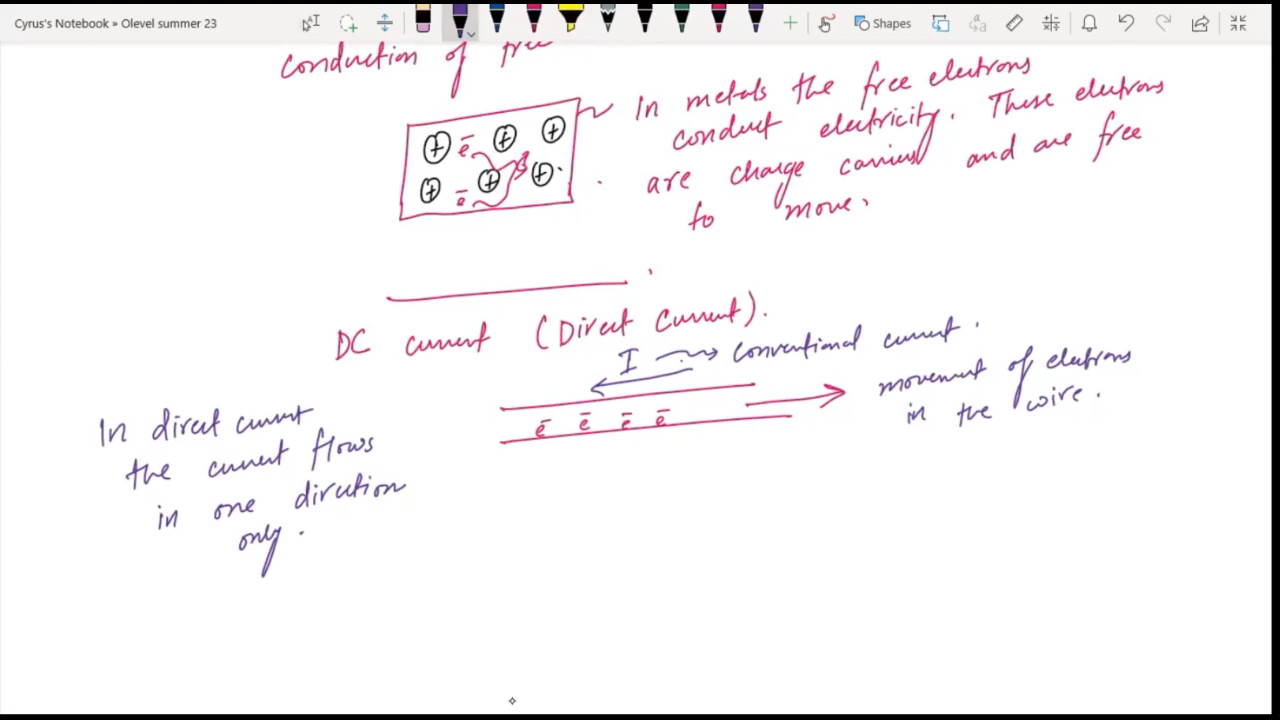 Cyrus's Notebook » Olevel summer 23
Shapes
conduction of free
In metals the free electrons
conduct electricity. These electrons
are charge carriers and are free
to move.
+ e̅ + +
+ e̅ + +
DC current (Direct Current).
I → conventional current.
e̅ e̅ e̅ e̅
movement of electrons
in the wire.
In direct current
the current flows
in one direction
only.